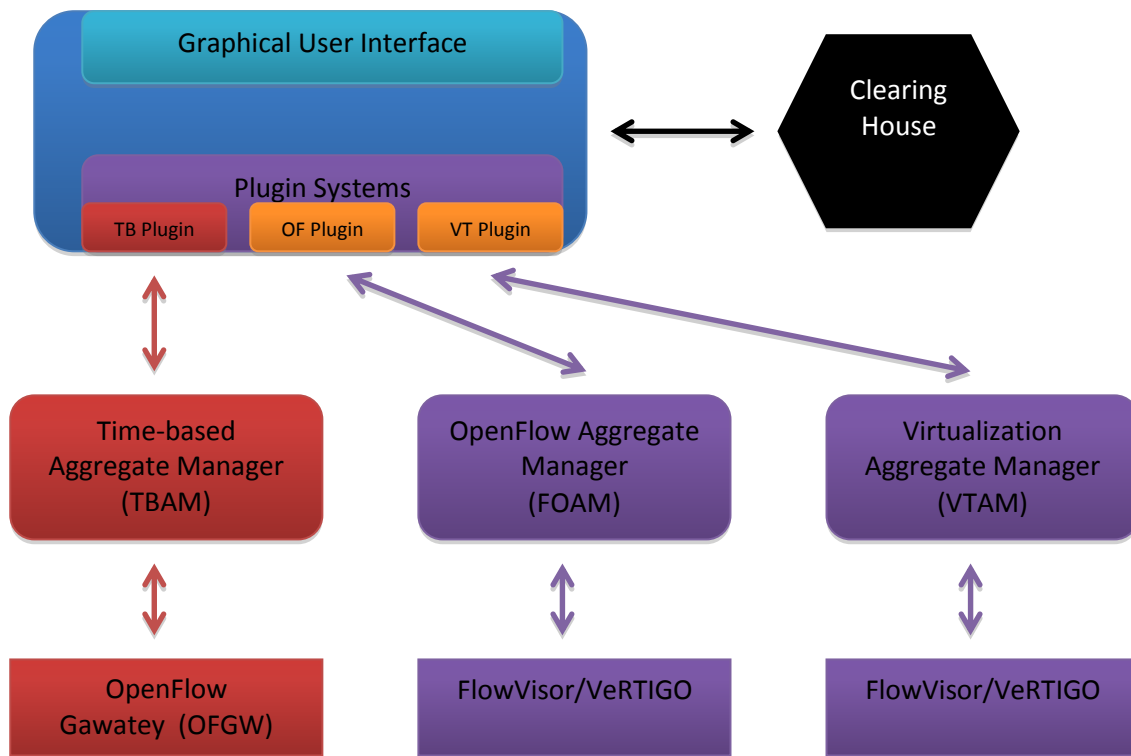 Graphical User Interface
Clearing
House
Plugin Systems
TB Plugin
OF Plugin
VT Plugin
Time-based
Aggregate Manager
(TBAM)
OpenFlow Aggregate
Manager
(FOAM)
Virtualization
Aggregate Manager
(VTAM)
OpenFlow
Gawatey (OFGW)
FlowVisor/VeRTIGO
FlowVisor/VeRTIGO